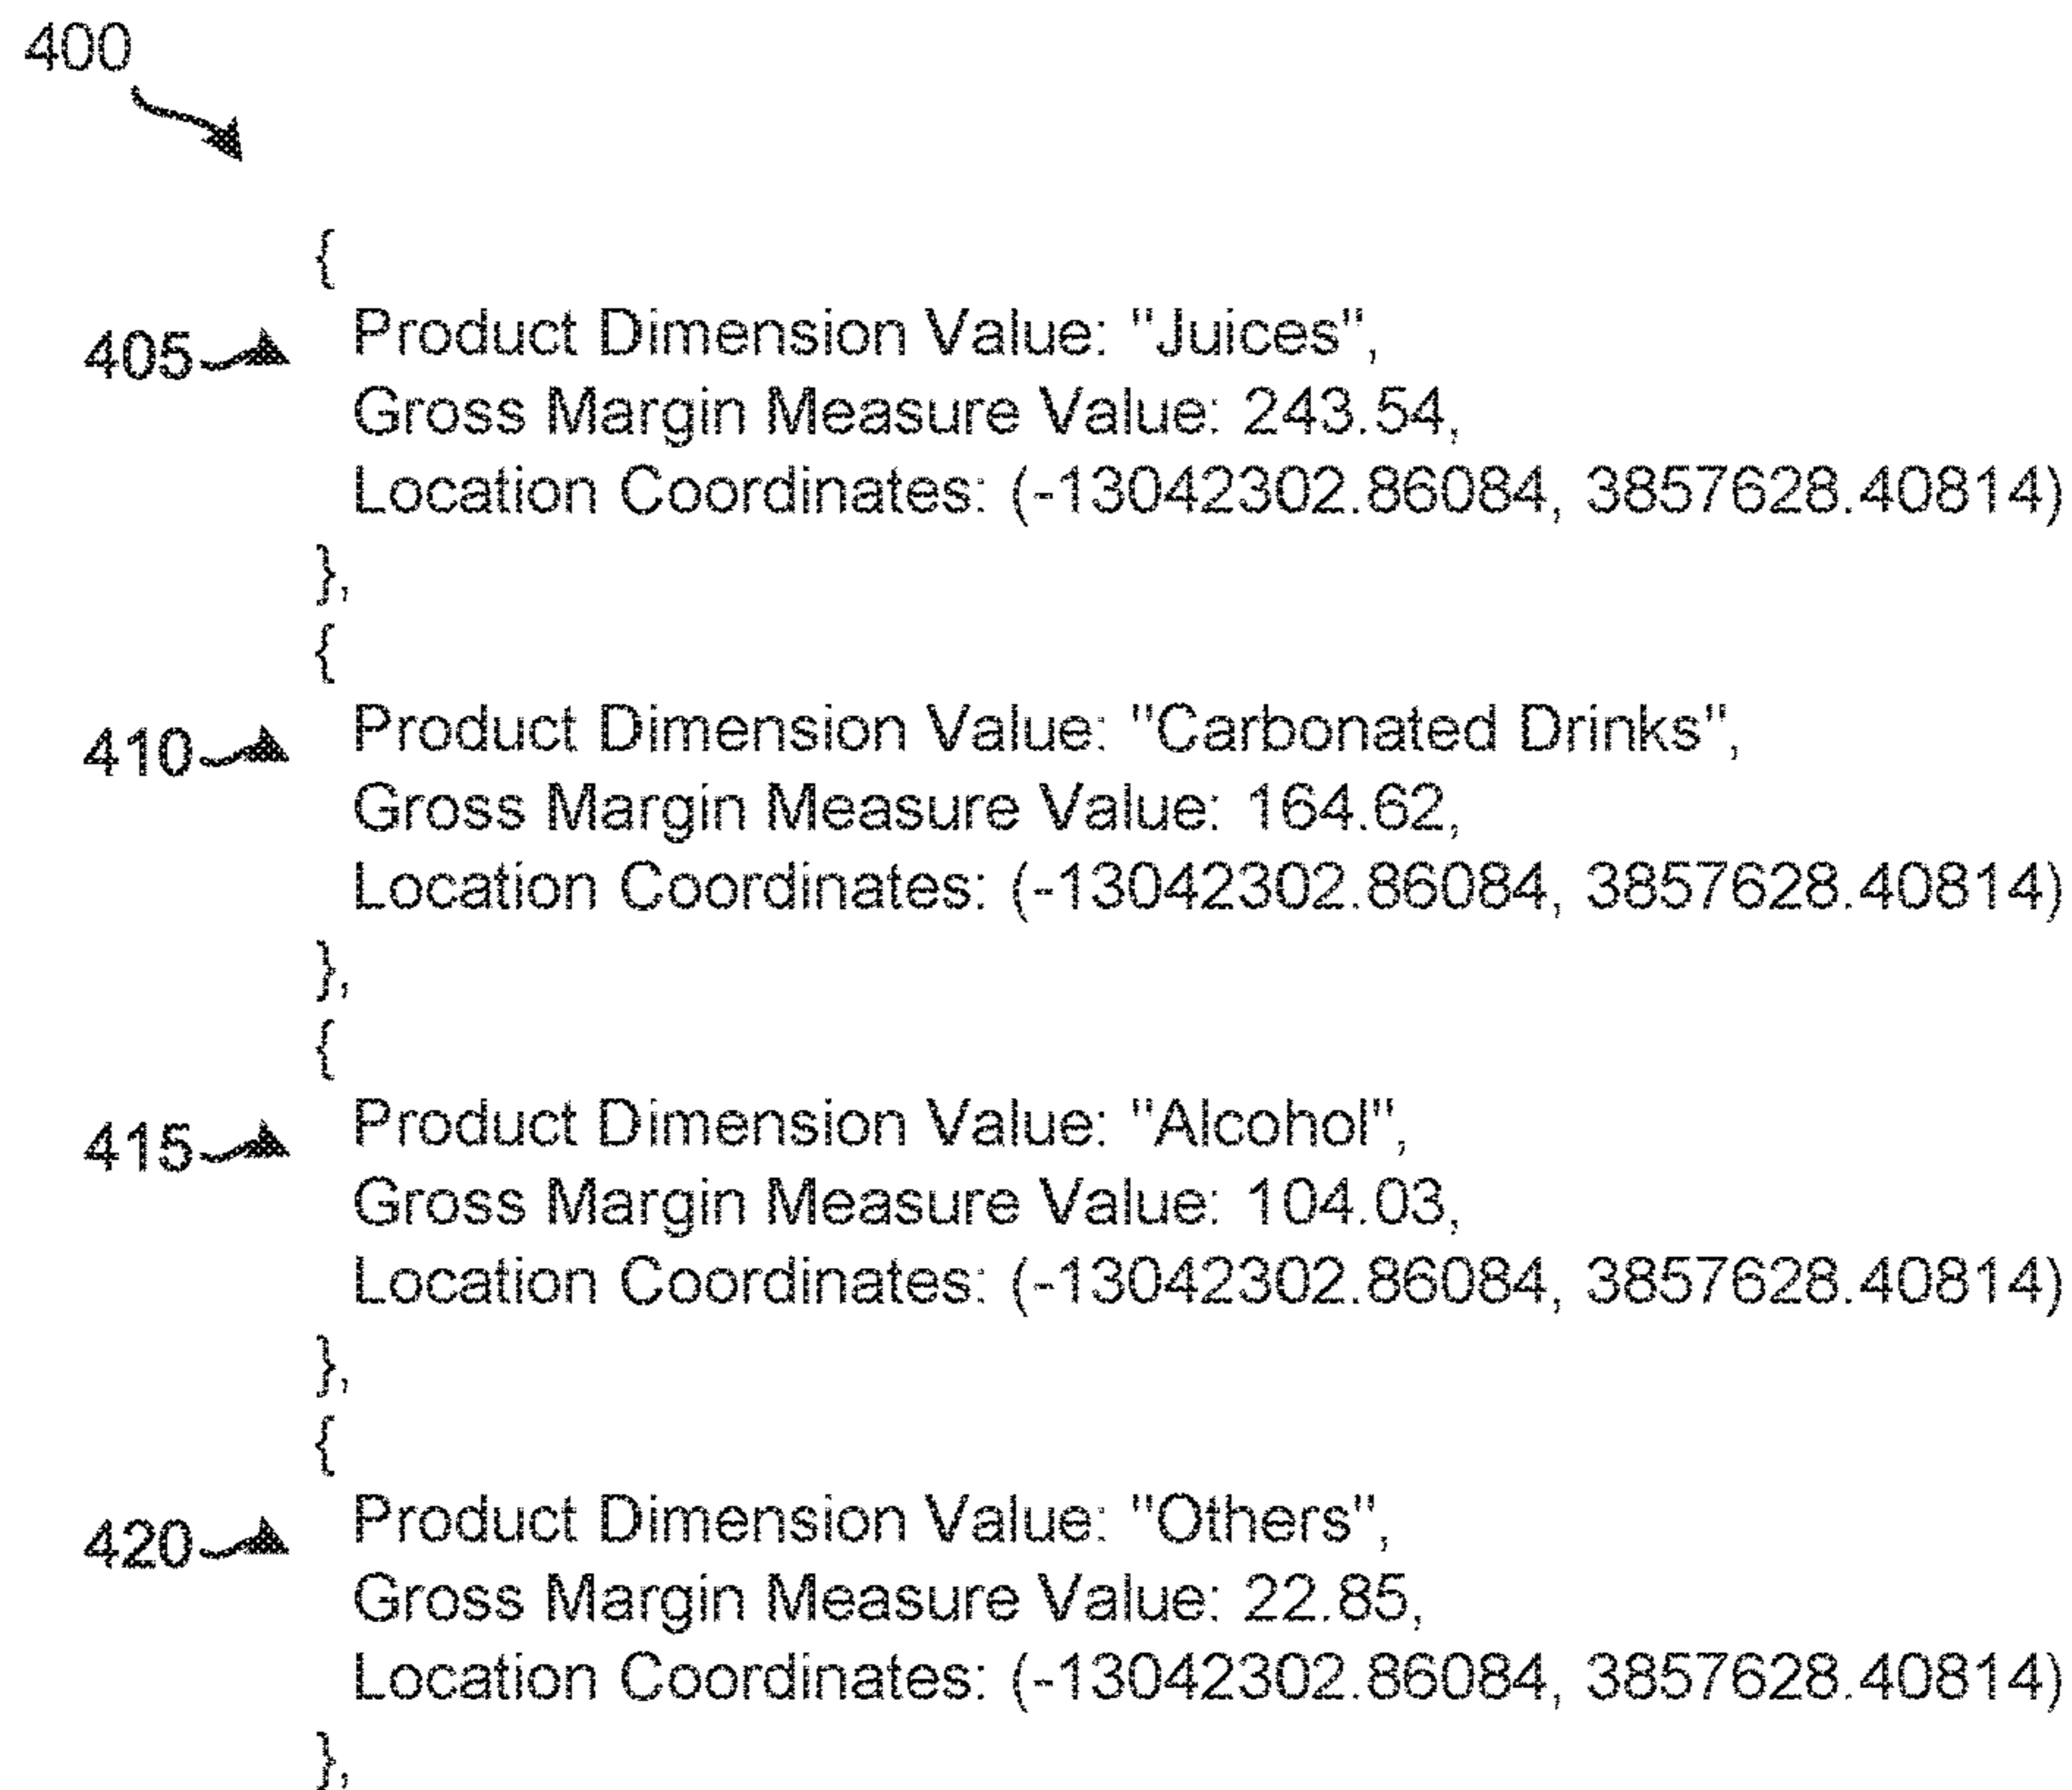 400
{
405 Product Dimension Value: "Juices",
Gross Margin Measure Value: 243.54,
Location Coordinates: (-13042302.86084, 3857628.40814)
},
{
410 Product Dimension Value: "Carbonated Drinks",
Gross Margin Measure Value: 164.62,
Location Coordinates: (-13042302.86084, 3857628.40814)
},
{
415 Product Dimension Value: "Alcohol",
Gross Margin Measure Value: 104.03,
Location Coordinates: (-13042302.86084, 3857628.40814)
},
{
420 Product Dimension Value: "Others",
Gross Margin Measure Value: 22.85,
Location Coordinates: (-13042302.86084, 3857628.40814)
},